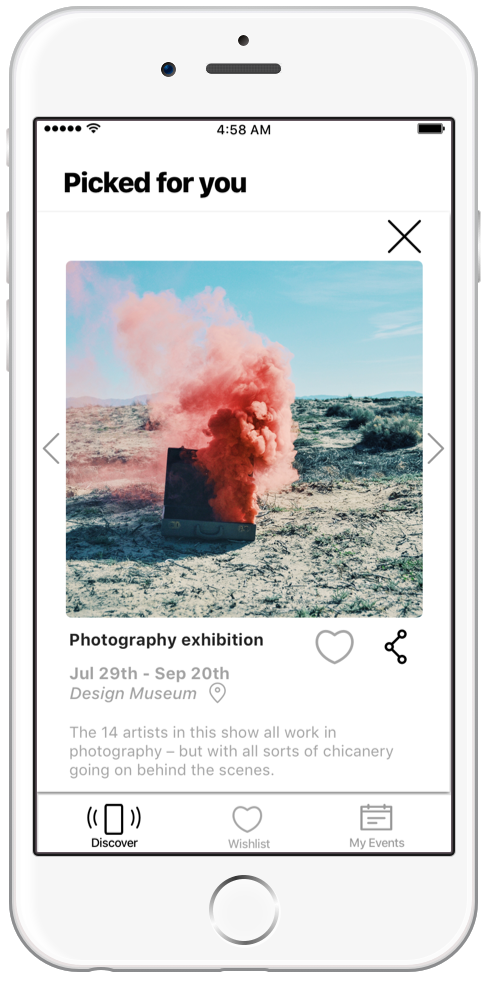 4:58 AM
Picked for you
Photography exhibition
Jul 29th - Sep 20th
Design Museum
The 14 artists in this show all work in
photography – but with all sorts of chicanery
going on behind the scenes.
Discover
Wishlist
My Events